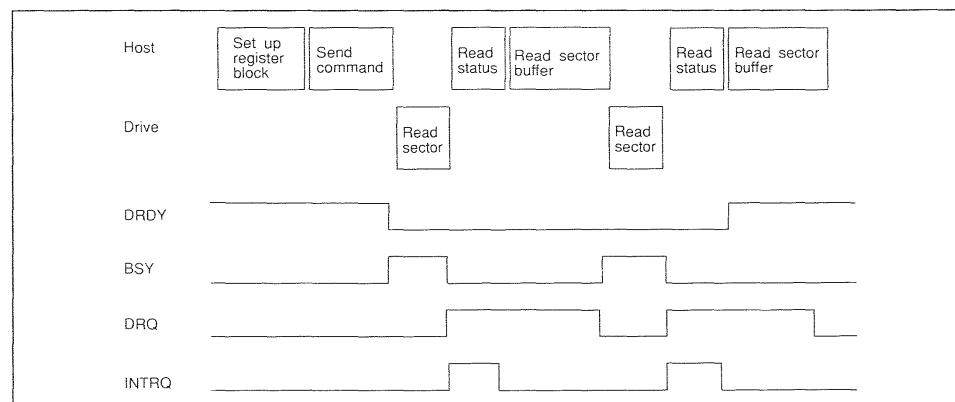 Host
Set up
register
block
Send
command
Read
status
Read sector
buffer
Read
status
Read sector
buffer
Drive
Read
sector
Read
sector
DRDY
BSY
DRQ
INTRQ